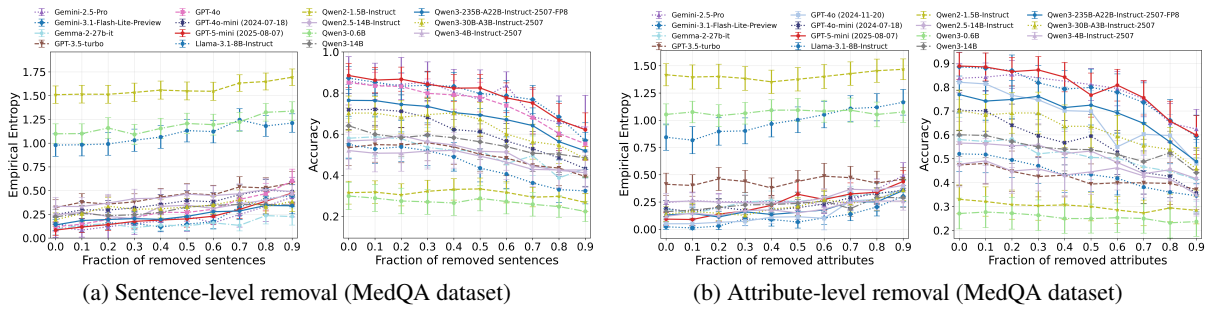 Gemini-2.5-Pro
Gemini-3.1-Flash-Lite-Preview
Gemma-2-27b-it
GPT-3.5-turbo
GPT-4o
GPT-4o-mini (2024-07-18)
GPT-5-mini (2025-08-07)
Llama-3.1-8B-Instruct
Qwen2-1.5B-Instruct
Qwen2.5-14B-Instruct
Qwen3-0.6B
Qwen3-14B
Qwen3-235B-A22B-Instruct-2507-FP8
Qwen3-30B-A3B-Instruct-2507
Qwen3-4B-Instruct-2507
Empirical Entropy
1.75
1.50
1.25
1.00
0.75
0.50
0.25
0.00
0.0 0.1 0.2 0.3 0.4 0.5 0.6 0.7 0.8 0.9
Fraction of removed sentences
Accuracy
1.0
0.8
0.6
0.4
0.2
0.0 0.1 0.2 0.3 0.4 0.5 0.6 0.7 0.8 0.9
Fraction of removed sentences
(a) Sentence-level removal (MedQA dataset)
Gemini-2.5-Pro
Gemini-3.1-Flash-Lite-Preview
Gemma-2-27b-it
GPT-3.5-turbo
GPT-4o (2024-11-20)
GPT-4o-mini (2024-07-18)
GPT-5-mini (2025-08-07)
Llama-3.1-8B-Instruct
Qwen2-1.5B-Instruct
Qwen2.5-14B-Instruct
Qwen3-0.6B
Qwen3-14B
Qwen3-235B-A22B-Instruct-2507-FP8
Qwen3-30B-A3B-Instruct-2507
Qwen3-4B-Instruct-2507
Empirical Entropy
1.50
1.25
1.00
0.75
0.50
0.25
0.00
0.0 0.1 0.2 0.3 0.4 0.5 0.6 0.7 0.8 0.9
Fraction of removed attributes
Accuracy
0.9
0.8
0.7
0.6
0.5
0.4
0.3
0.2
0.0 0.1 0.2 0.3 0.4 0.5 0.6 0.7 0.8 0.9
Fraction of removed attributes
(b) Attribute-level removal (MedQA dataset)